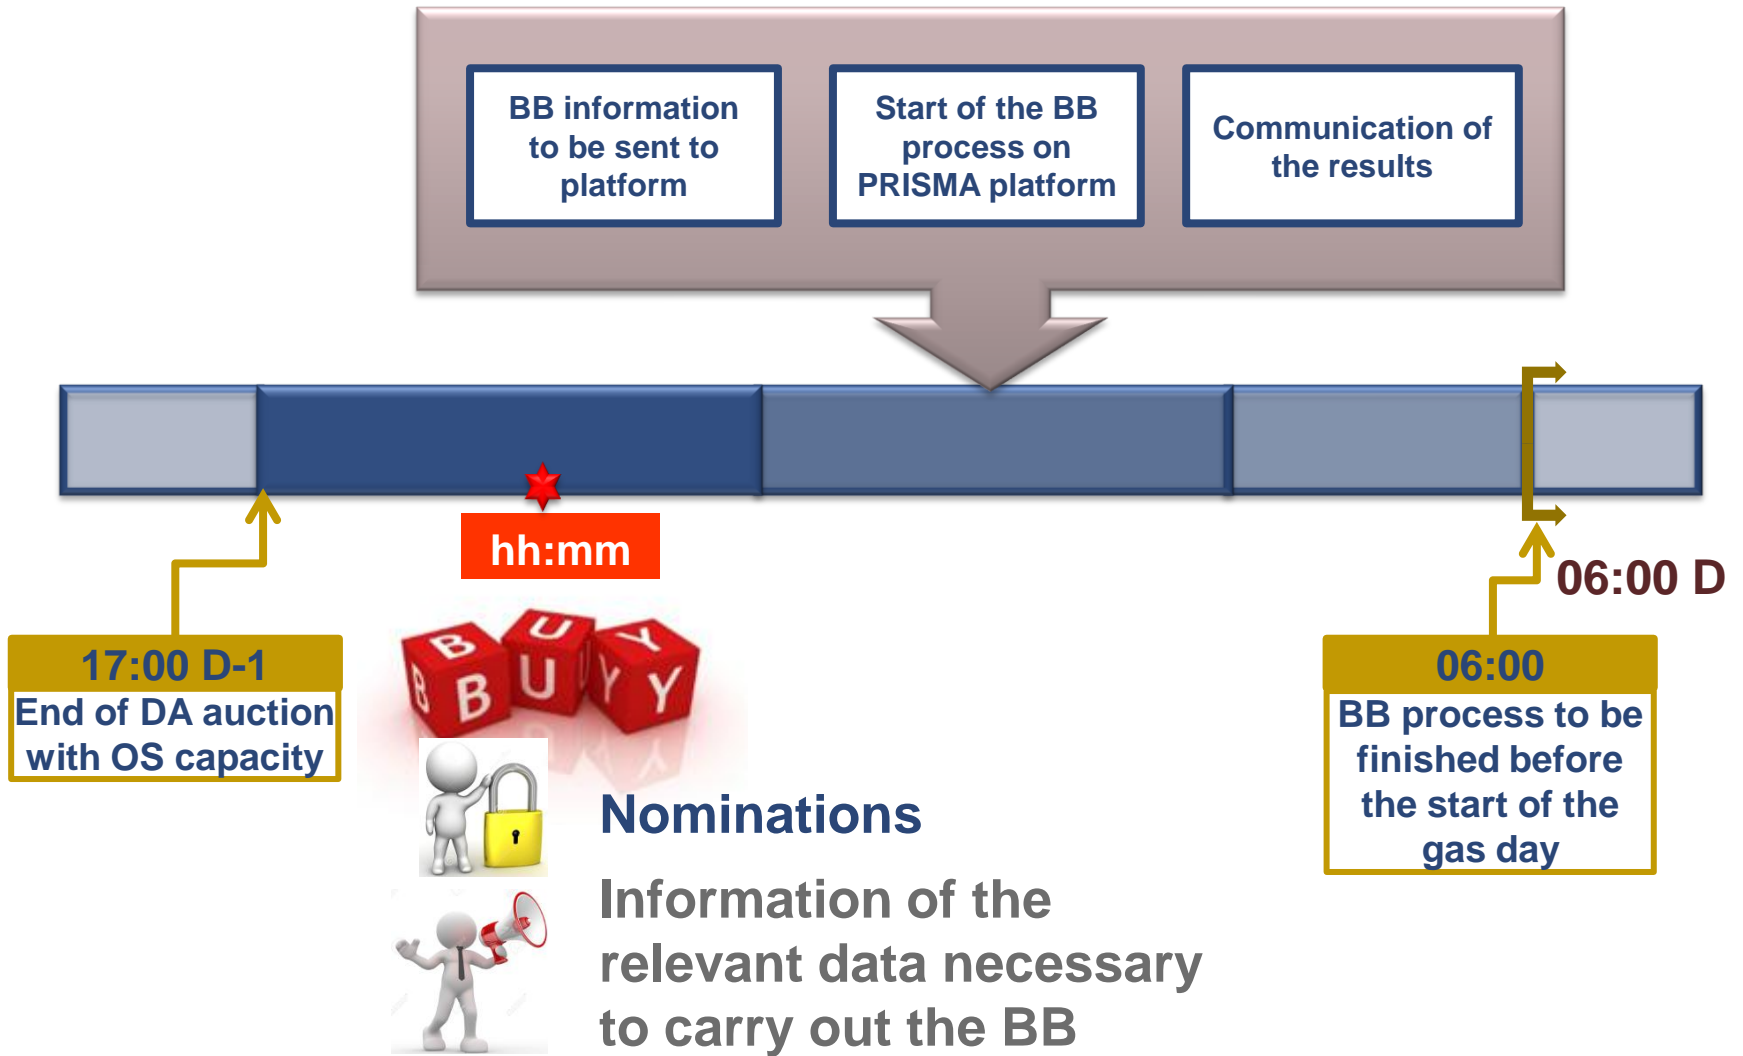 BB information
to be sent to
platform
Start of the BB
process on
PRISMA platform
Communication of
the results
hh:mm
06:00 D
17:00 D-1
End of DA auction
with OS capacity
B U Y
B B U U Y Y
06:00
BB process to be
finished before
the start of the
gas day
Nominations
Information of the
relevant data necessary
to carry out the BB